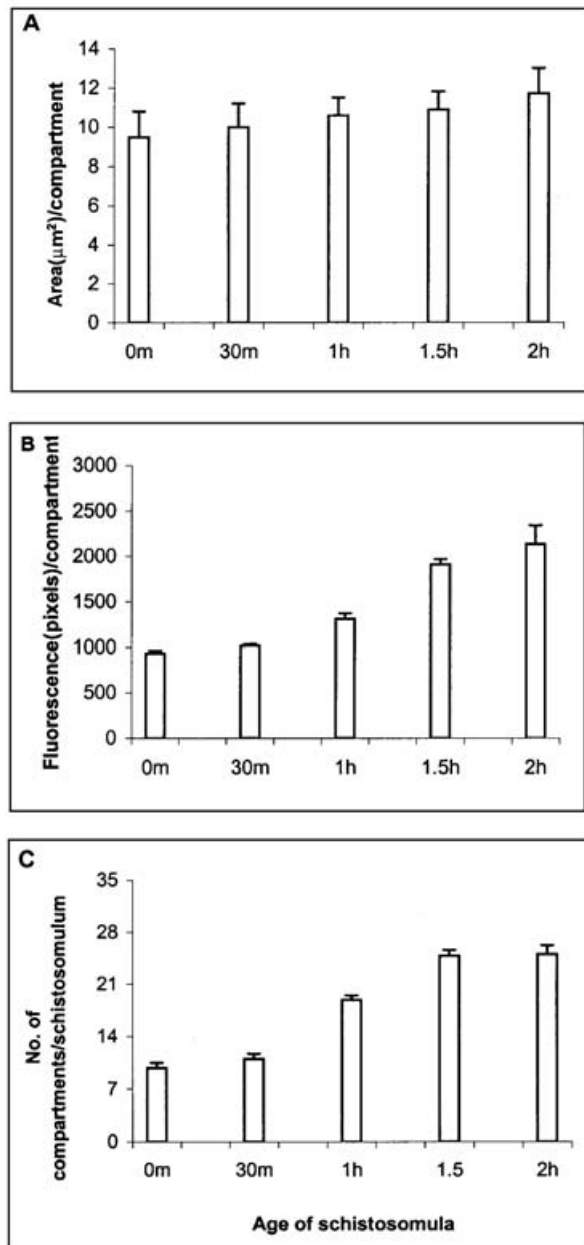 A
Area(μm²)/compartment
14
12
10
8
6
4
2
0
0m 30m 1h 1.5h 2h
B
Fluorescence(pixels)/compartment
3000
2500
2000
1500
1000
500
0
0m 30m 1h 1.5h 2h
C
No. of
compartments/schistosomulum
35
28
21
14
7
0
0m 30m 1h 1.5 2h
Age of schistosomula